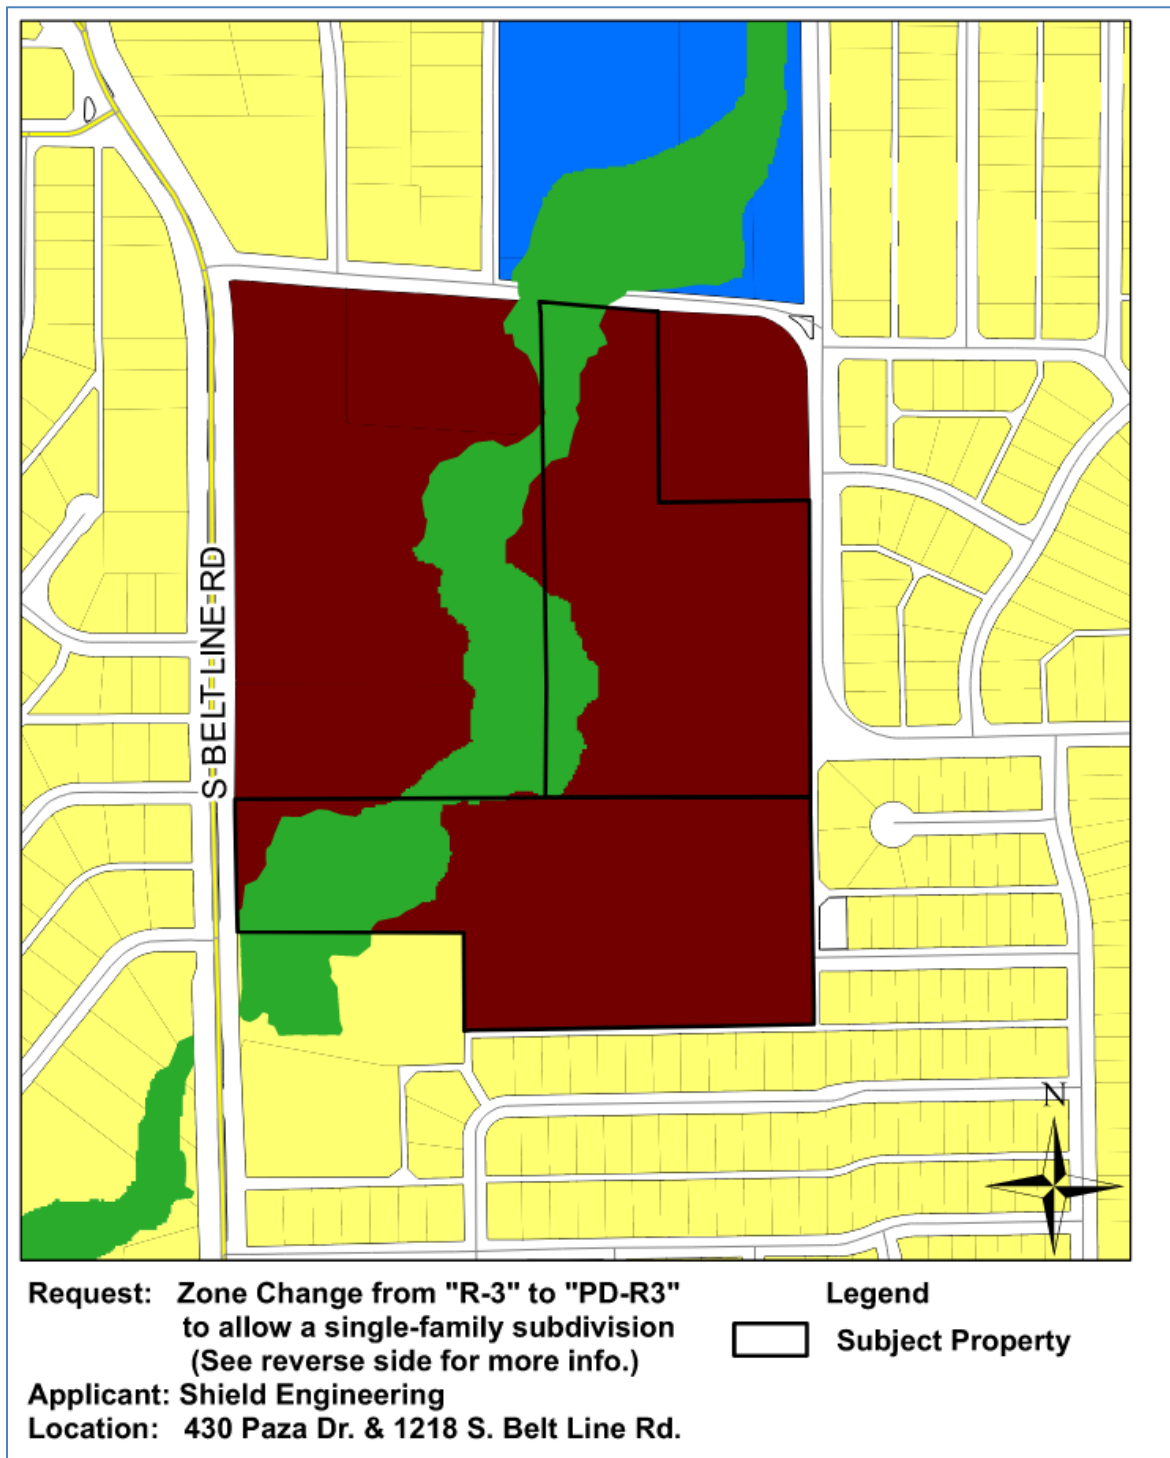 S BELT LINE RD
N
Request: Zone Change from "R-3" to "PD-R3"
to allow a single-family subdivision
(See reverse side for more info.)
Applicant: Shield Engineering
Location: 430 Paza Dr. & 1218 S. Belt Line Rd.
Legend
Subject Property